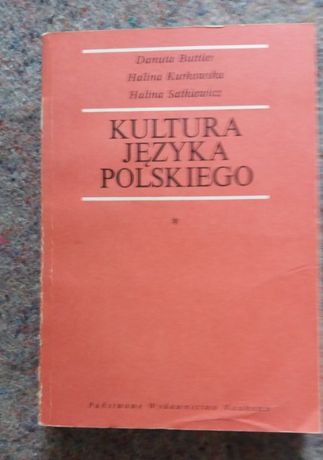 Danuta Buttler
Halina Kurkowska
Halina Satkiewicz
KULTURA
JĘZYKA
POLSKIEGO
*
Państwowe Wydawnictwo Naukowe